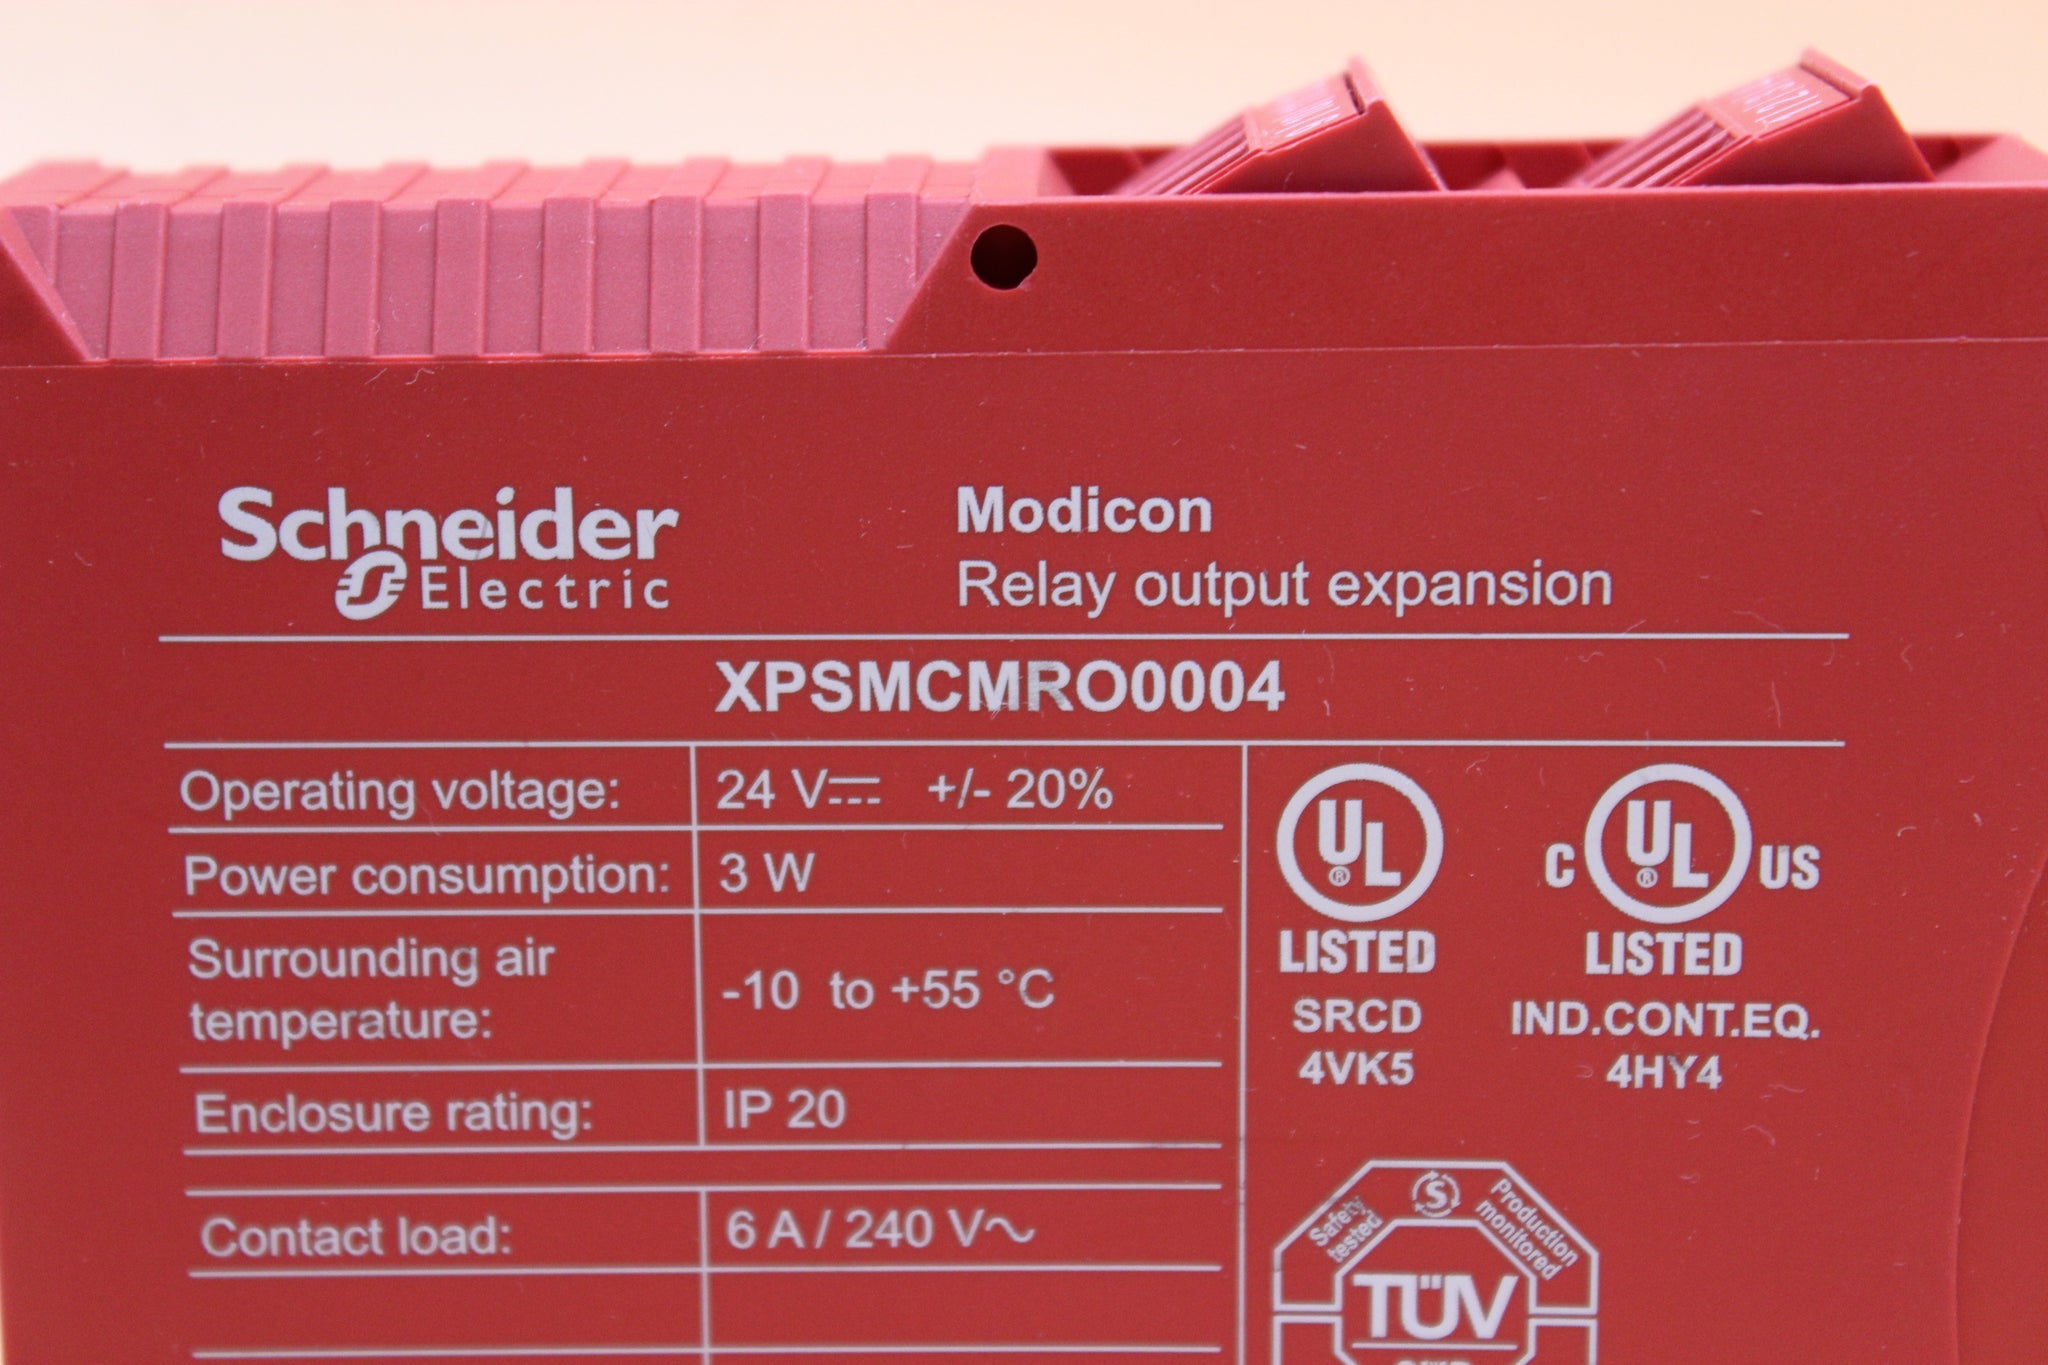 Schneider
Electric
Modicon
Relay output expansion
XPSMCMRO0004
Operating voltage: 24 V⎓ +/- 20%
Power consumption: 3 W
Surrounding air
temperature: -10 to +55 °C
Enclosure rating: IP 20
Contact load: 6 A / 240 V~
UL
®
LISTED
SRCD
4VK5
C UL US
®
LISTED
IND.CONT.EQ.
4HY4
Safety
tested
S
Production
monitored
TÜV